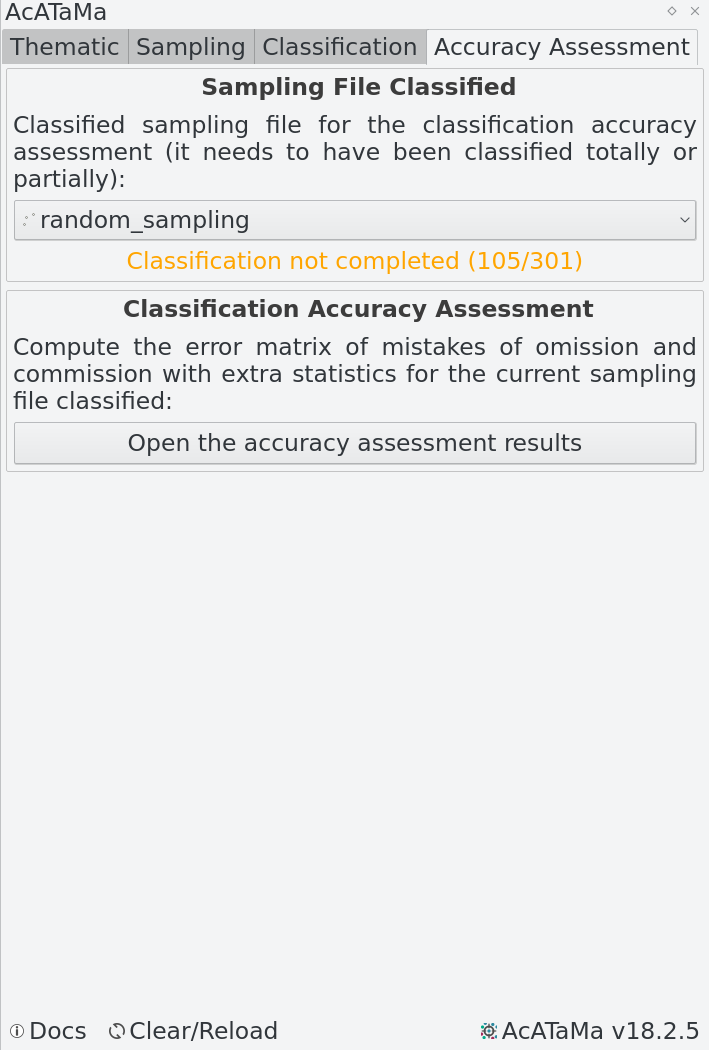 AcATaMa
Thematic Sampling Classification Accuracy Assessment
Sampling File Classified
Classified sampling file for the classification accuracy
assessment (it needs to have been classified totally or
partially):
random_sampling
Classification not completed (105/301)
Classification Accuracy Assessment
Compute the error matrix of mistakes of omission and
commission with extra statistics for the current sampling
file classified:
Open the accuracy assessment results
Docs Clear/Reload AcATaMa v18.2.5